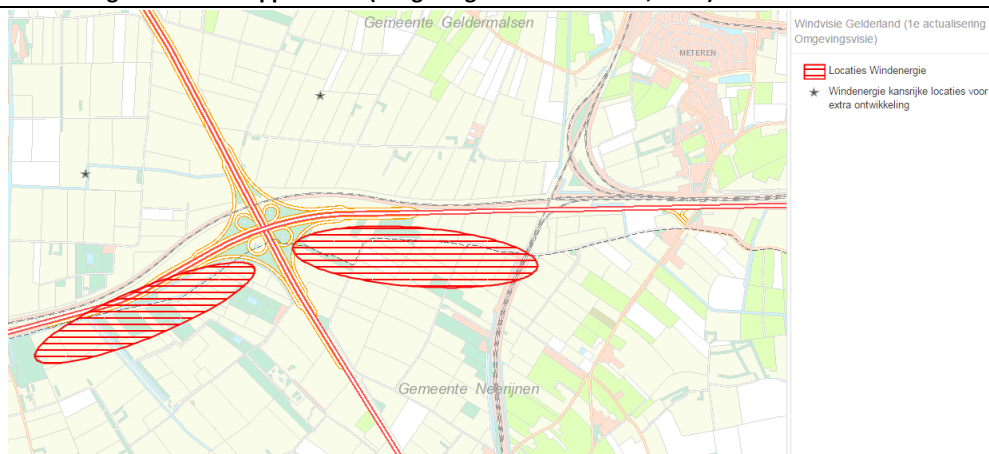 Gemeente Geldermalsen
METEREN
Gemeente Neerijnen
Windvisie Gelderland (1e actualisering
Omgevingsvisie)
Locaties Windenergie
Windenergie kansrijke locaties voor
extra ontwikkeling